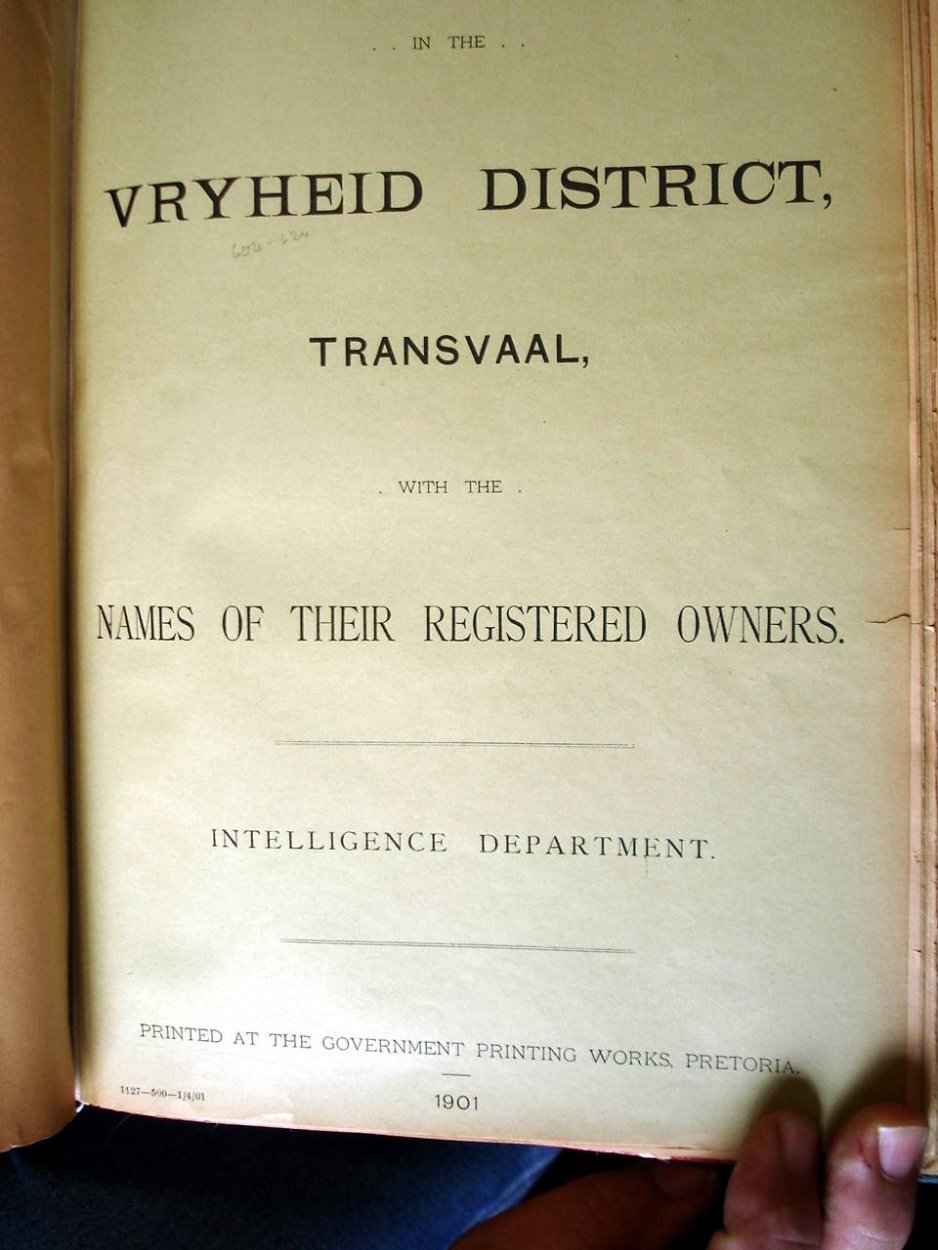 . . IN THE . .
VRYHEID DISTRICT,
TRANSVAAL,
. WITH THE .
NAMES OF THEIR REGISTERED OWNERS.
INTELLIGENCE DEPARTMENT.
PRINTED AT THE GOVERNMENT PRINTING WORKS, PRETORIA.
1127—500—1/4/01
1901